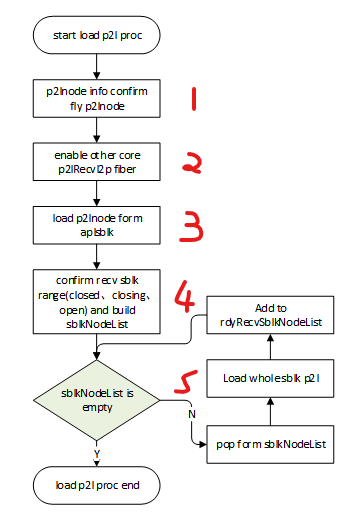 start load p2l proc
p2lnode info confirm
fly p2lnode
1
enable other core
p2lRecvl2p fiber
2
load p2lnode form
aplsblk
3
confirm recv sblk
range(closed、closing、
open) and build
sblkNodeList
4
Add to
rdyRecvSblkNodeList
Load whole sblk p2l
sblkNodeList is
empty
5
N
pop form sblkNodeList
Y
load p2l proc end